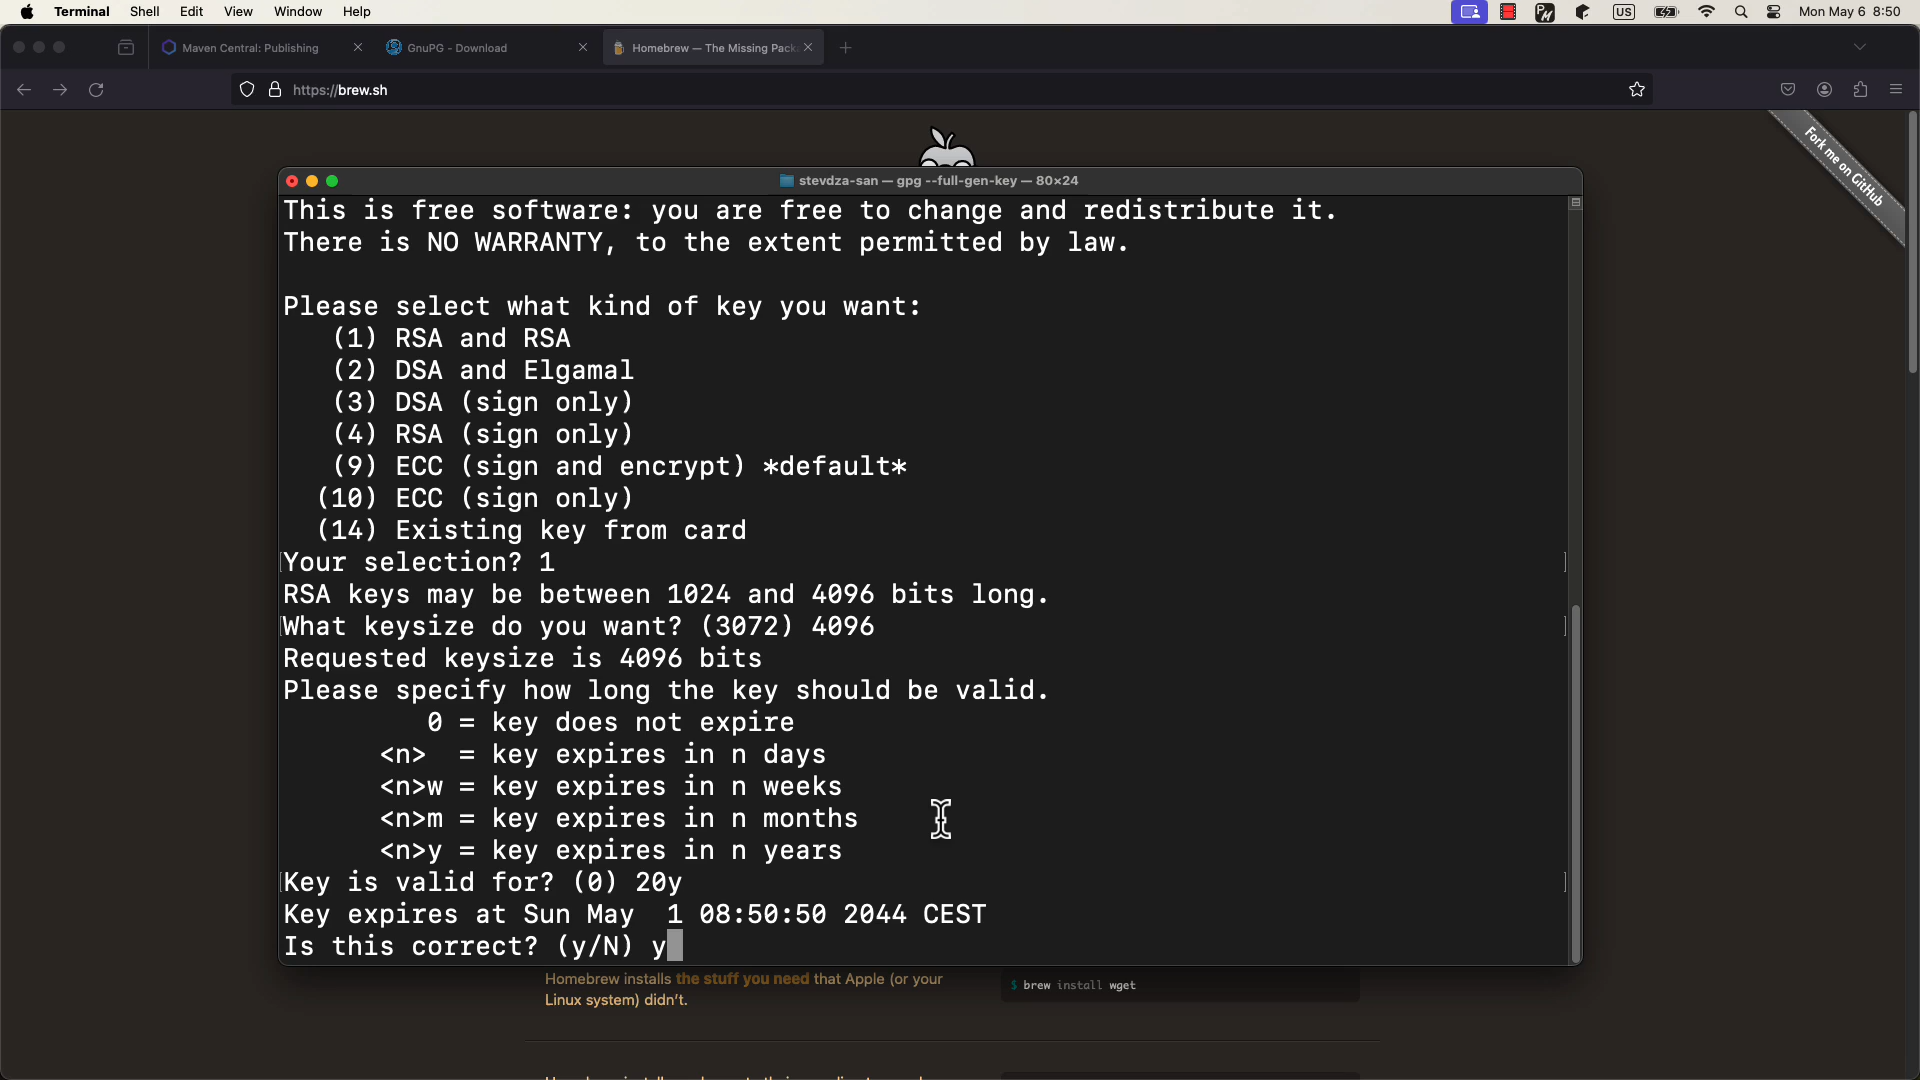 Terminal Shell Edit View Window Help US Mon May 6 8:50
Maven Central: Publishing GnuPG - Download Homebrew — The Missing Pack
https://brew.sh
Fork me on GitHub
stevdza-san — gpg --full-gen-key — 80×24
This is free software: you are free to change and redistribute it.
There is NO WARRANTY, to the extent permitted by law.
Please select what kind of key you want:
(1) RSA and RSA
(2) DSA and Elgamal
(3) DSA (sign only)
(4) RSA (sign only)
(9) ECC (sign and encrypt) *default*
(10) ECC (sign only)
(14) Existing key from card
Your selection? 1
RSA keys may be between 1024 and 4096 bits long.
What keysize do you want? (3072) 4096
Requested keysize is 4096 bits
Please specify how long the key should be valid.
0 = key does not expire
<n>  = key expires in n days
<n>w = key expires in n weeks
<n>m = key expires in n months
<n>y = key expires in n years
Key is valid for? (0) 20y
Key expires at Sun May  1 08:50:50 2044 CEST
Is this correct? (y/N) y
Homebrew installs the stuff you need that Apple (or your
Linux system) didn't.
$ brew install wget